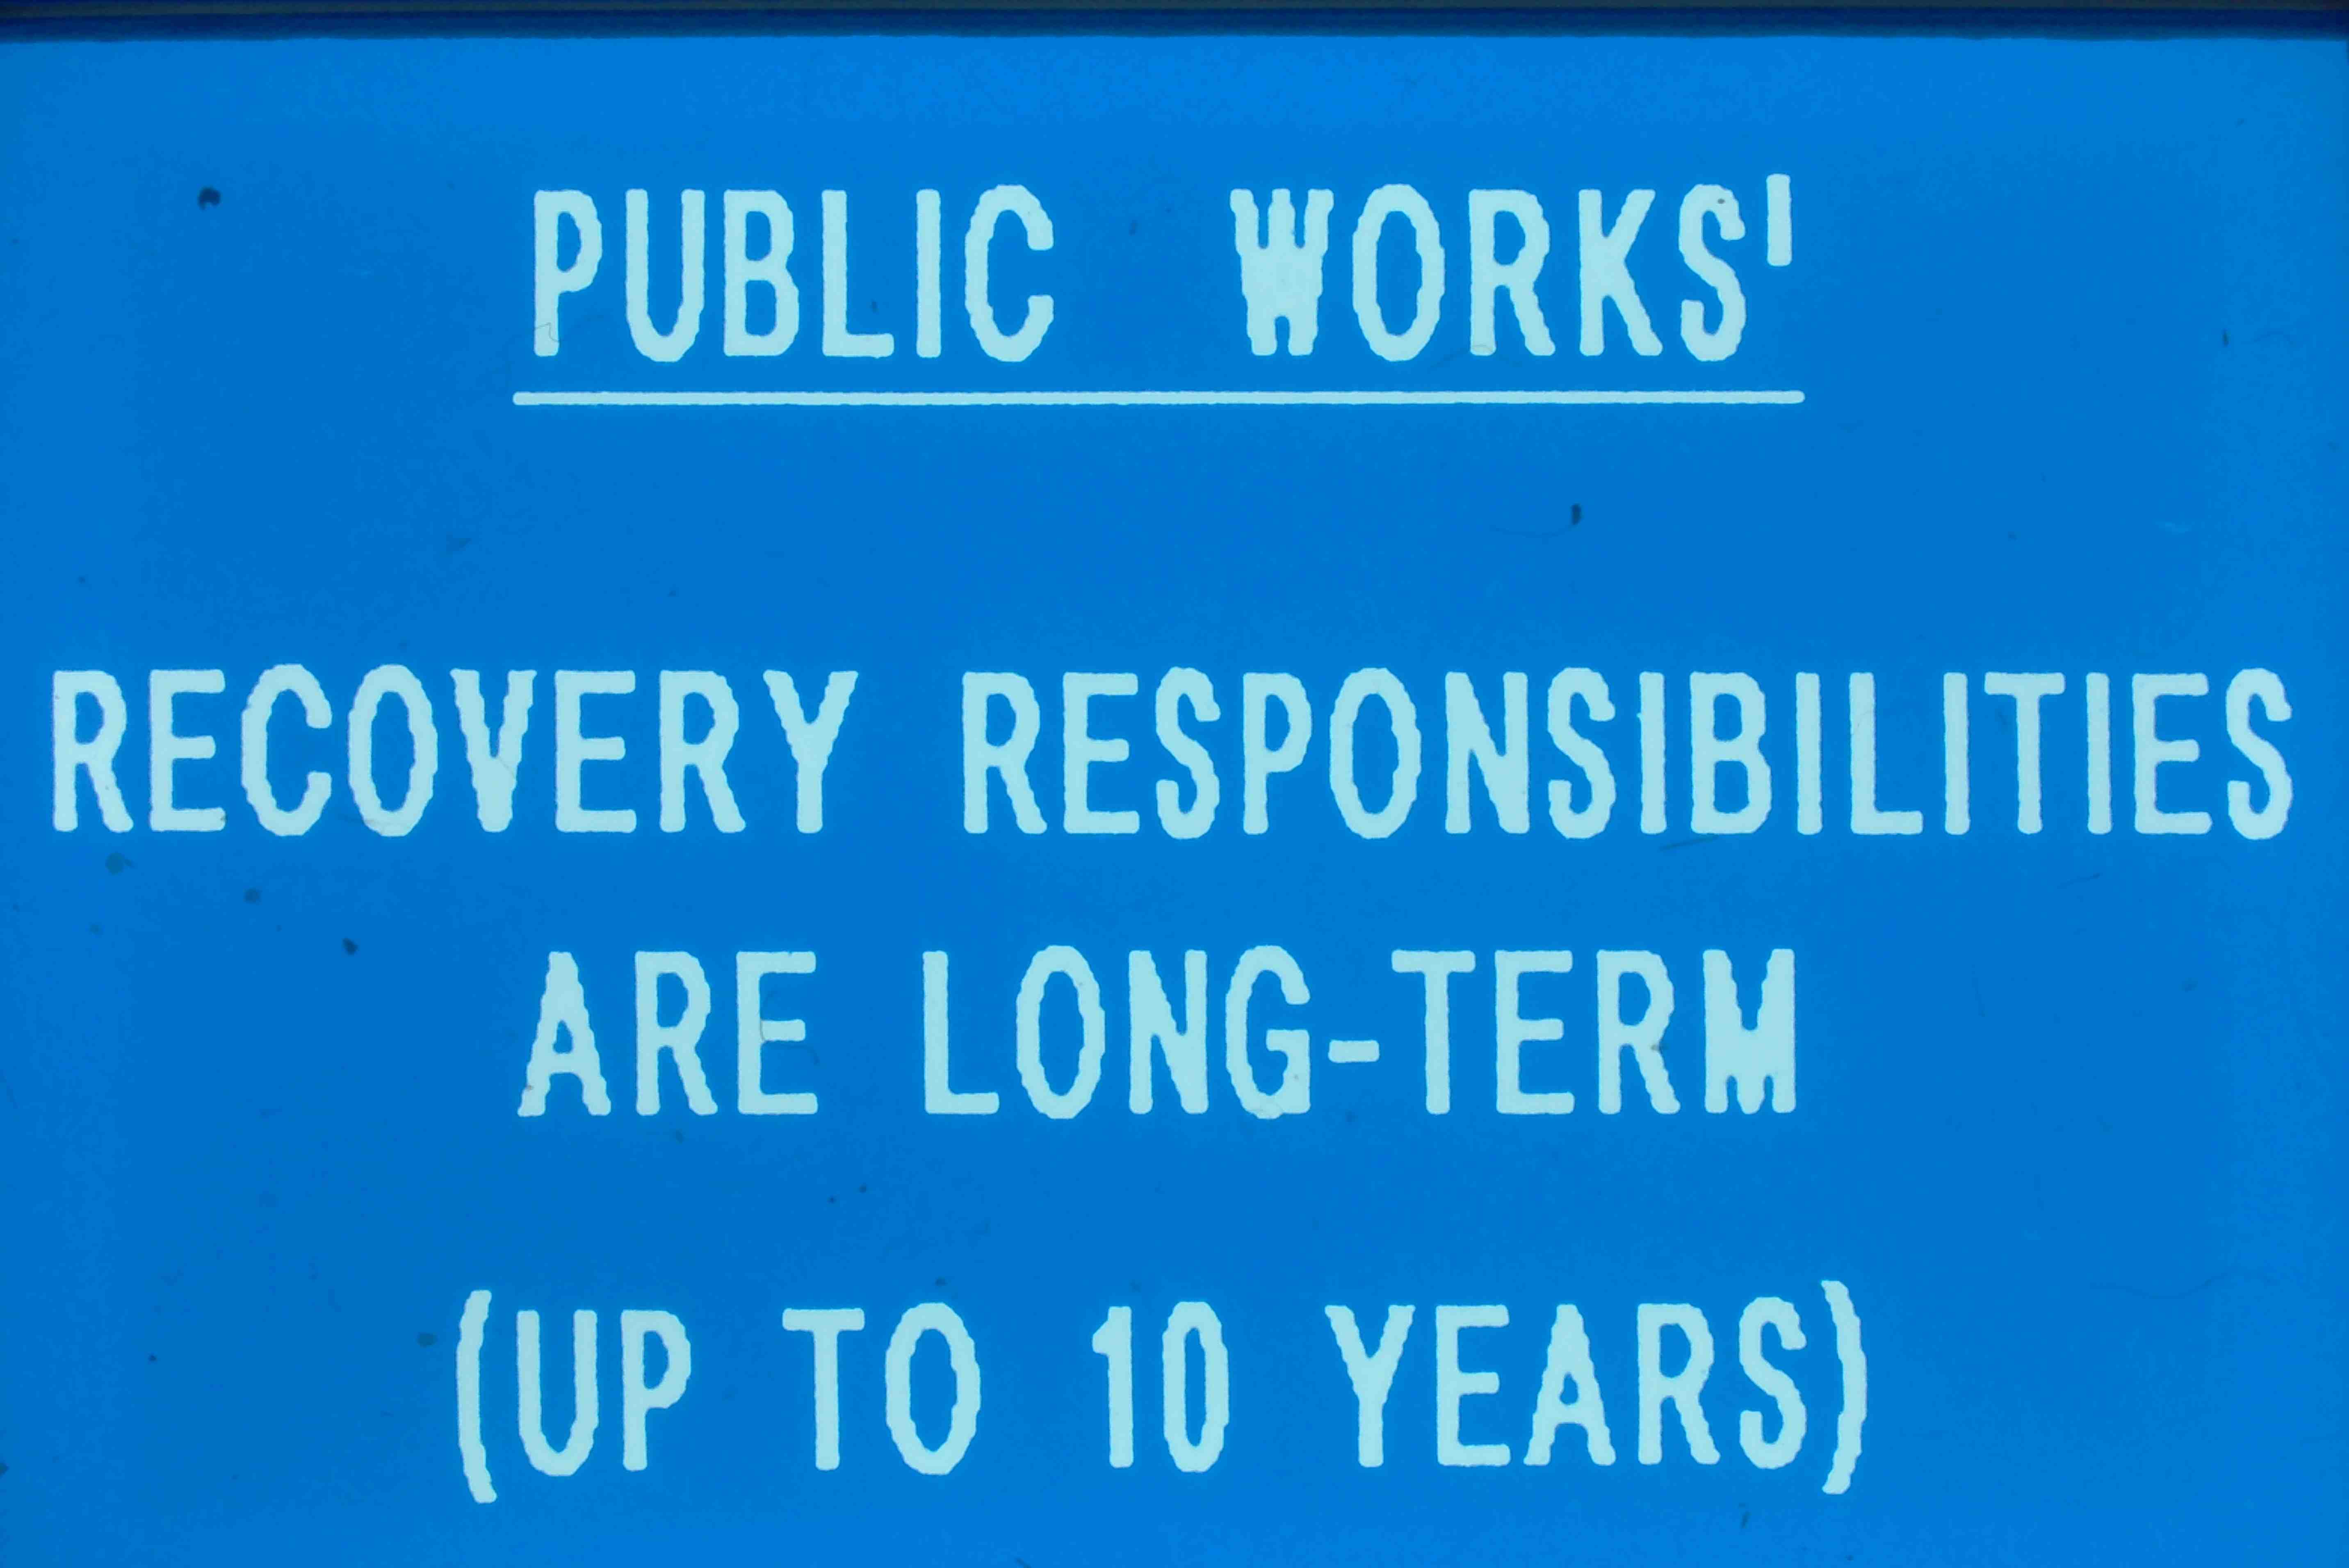 PUBLIC WORKS'
RECOVERY RESPONSIBILITIES
ARE LONG-TERM
(UP TO 10 YEARS)